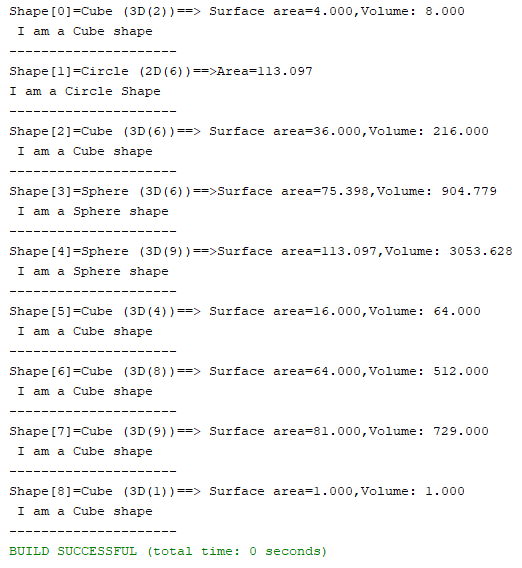 Shape[0]=Cube (3D(2))==> Surface area=4.000,Volume: 8.000
 I am a Cube shape
---------------------
Shape[1]=Circle (2D(6))==>Area=113.097
I am a Circle Shape
---------------------
Shape[2]=Cube (3D(6))==> Surface area=36.000,Volume: 216.000
 I am a Cube shape
---------------------
Shape[3]=Sphere (3D(6))==>Surface area=75.398,Volume: 904.779
 I am a Sphere shape
---------------------
Shape[4]=Sphere (3D(9))==>Surface area=113.097,Volume: 3053.628
 I am a Sphere shape
---------------------
Shape[5]=Cube (3D(4))==> Surface area=16.000,Volume: 64.000
 I am a Cube shape
---------------------
Shape[6]=Cube (3D(8))==> Surface area=64.000,Volume: 512.000
 I am a Cube shape
---------------------
Shape[7]=Cube (3D(9))==> Surface area=81.000,Volume: 729.000
 I am a Cube shape
---------------------
Shape[8]=Cube (3D(1))==> Surface area=1.000,Volume: 1.000
 I am a Cube shape
---------------------
BUILD SUCCESSFUL (total time: 0 seconds)